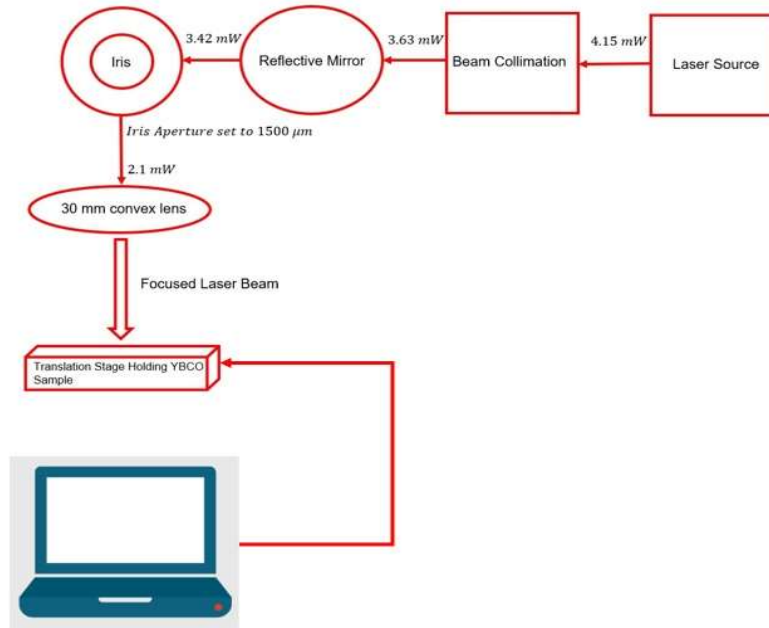 3.42 mW
3.63 mW
4.15 mW
Iris
Reflective Mirror
Beam Collimation
Laser Source
Iris Aperture set to 1500 μm
2.1 mW
30 mm convex lens
Focused Laser Beam
Translation Stage Holding YBCO
Sample